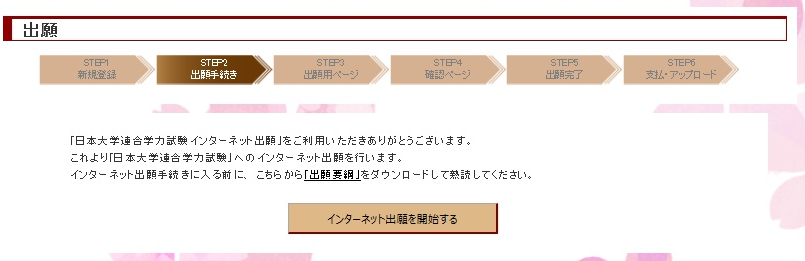 出願
STEP1
新規登録
STEP2
出願手続き
STEP3
出願用ページ
STEP4
確認ページ
STEP5
出願完了
STEP6
支払・アップロード
「日本大学連合学力試験インターネット出願」をご利用いただきありがとうございます。
これより「日本大学連合学力試験」へのインターネット出願を行います。
インターネット出願手続きに入る前に、こちらから「出願要綱」をダウンロードして熟読してください。
インターネット出願を開始する